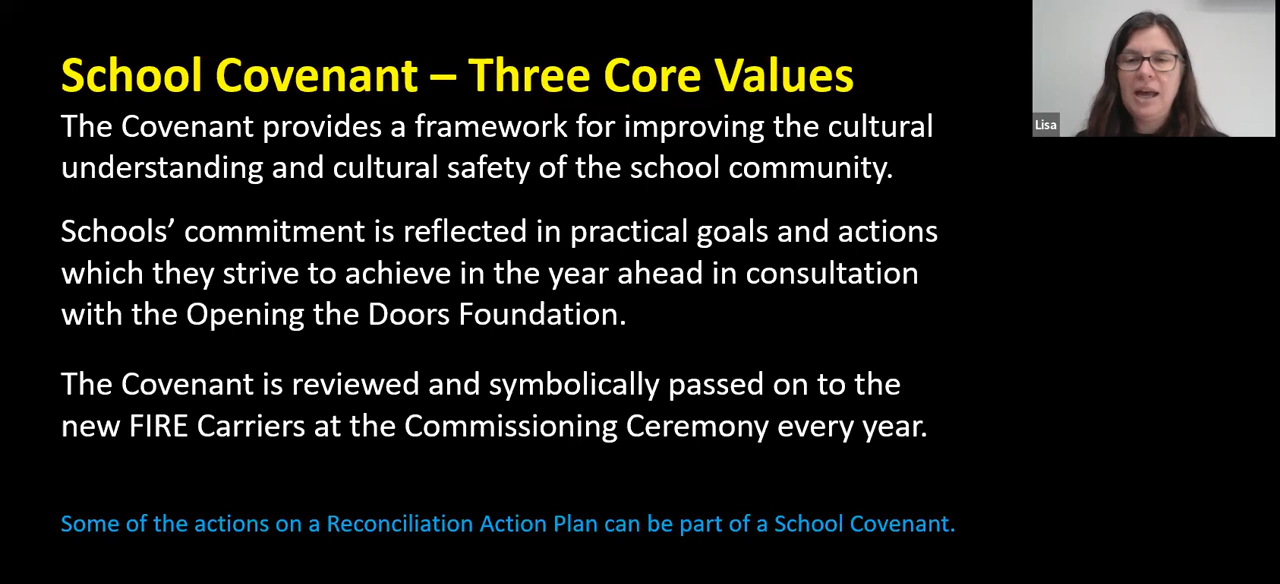 School Covenant – Three Core Values
The Covenant provides a framework for improving the cultural
understanding and cultural safety of the school community.
Schools’ commitment is reflected in practical goals and actions
which they strive to achieve in the year ahead in consultation
with the Opening the Doors Foundation.
The Covenant is reviewed and symbolically passed on to the
new FIRE Carriers at the Commissioning Ceremony every year.
Some of the actions on a Reconciliation Action Plan can be part of a School Covenant.
Lisa